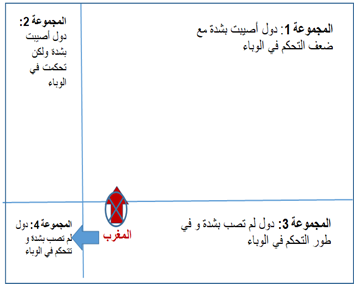 المجموعة 1: دول أصيبت بشدة مع
ضعف التحكم في الوباء
المجموعة 2:
دول أصيبت
بشدة ولكن
تحكمت في
الوباء
المجموعة 3: دول لم تصب بشدة و في
طور التحكم في الوباء
المغرب
المجموعة 4: دول
لم تصب بشدة و
تتحكم في الوباء